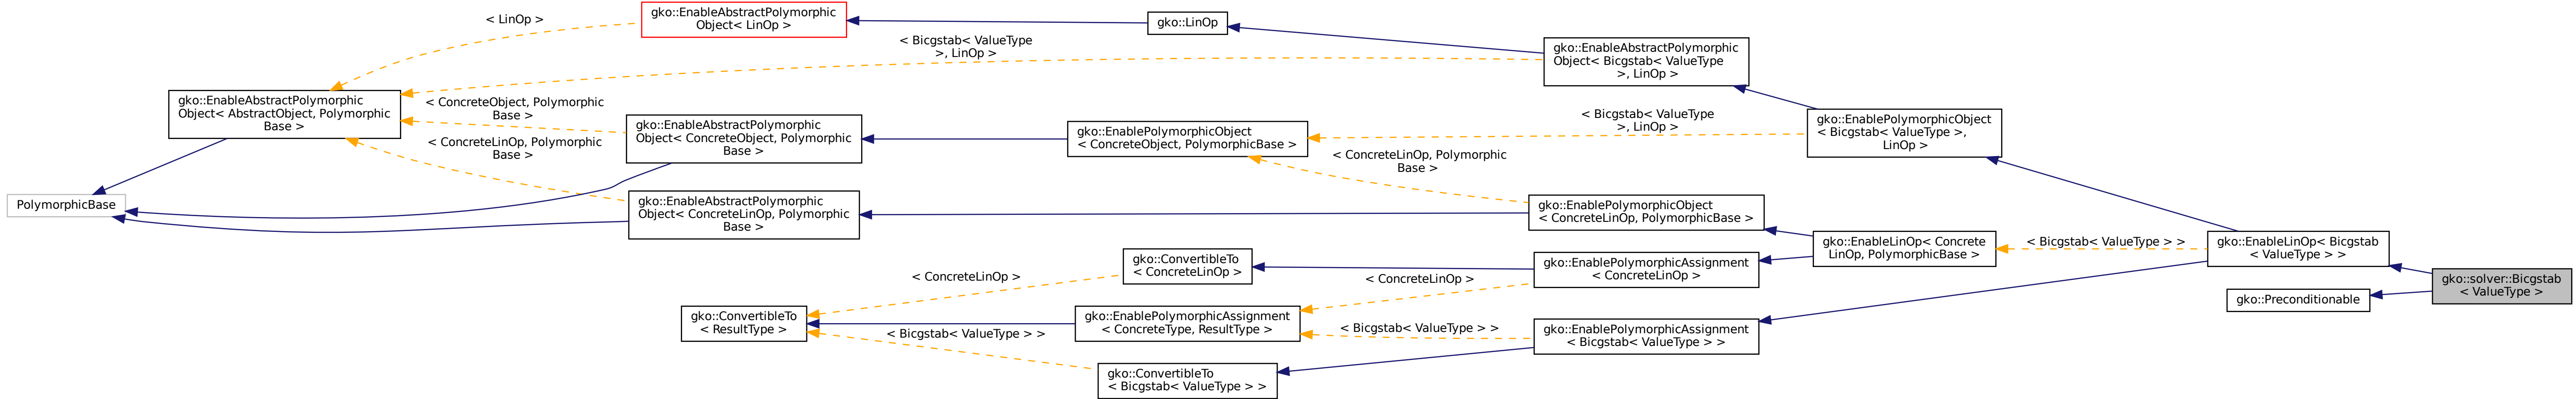 gko::EnableAbstractPolymorphic
Object< LinOp >
< LinOp >
gko::LinOp
< Bicgstab< ValueType
>, LinOp >
gko::EnableAbstractPolymorphic
Object< Bicgstab< ValueType
>, LinOp >
gko::EnableAbstractPolymorphic
Object< AbstractObject, Polymorphic
Base >
< ConcreteObject, Polymorphic
Base >
gko::EnableAbstractPolymorphic
Object< ConcreteObject, Polymorphic
Base >
gko::EnablePolymorphicObject
< ConcreteObject, PolymorphicBase >
< Bicgstab< ValueType
>, LinOp >
gko::EnablePolymorphicObject
< Bicgstab< ValueType >,
LinOp >
< ConcreteLinOp, Polymorphic
Base >
< ConcreteLinOp, Polymorphic
Base >
PolymorphicBase
gko::EnableAbstractPolymorphic
Object< ConcreteLinOp, Polymorphic
Base >
gko::EnablePolymorphicObject
< ConcreteLinOp, PolymorphicBase >
gko::EnableLinOp< Concrete
LinOp, PolymorphicBase >
< Bicgstab< ValueType > >
gko::EnableLinOp< Bicgstab
< ValueType > >
gko::ConvertibleTo
< ConcreteLinOp >
gko::EnablePolymorphicAssignment
< ConcreteLinOp >
< ConcreteLinOp >
< ConcreteLinOp >
gko::solver::Bicgstab
< ValueType >
gko::Preconditionable
gko::ConvertibleTo
< ResultType >
gko::EnablePolymorphicAssignment
< ConcreteType, ResultType >
< Bicgstab< ValueType > >
< Bicgstab< ValueType > >
gko::EnablePolymorphicAssignment
< Bicgstab< ValueType > >
gko::ConvertibleTo
< Bicgstab< ValueType > >